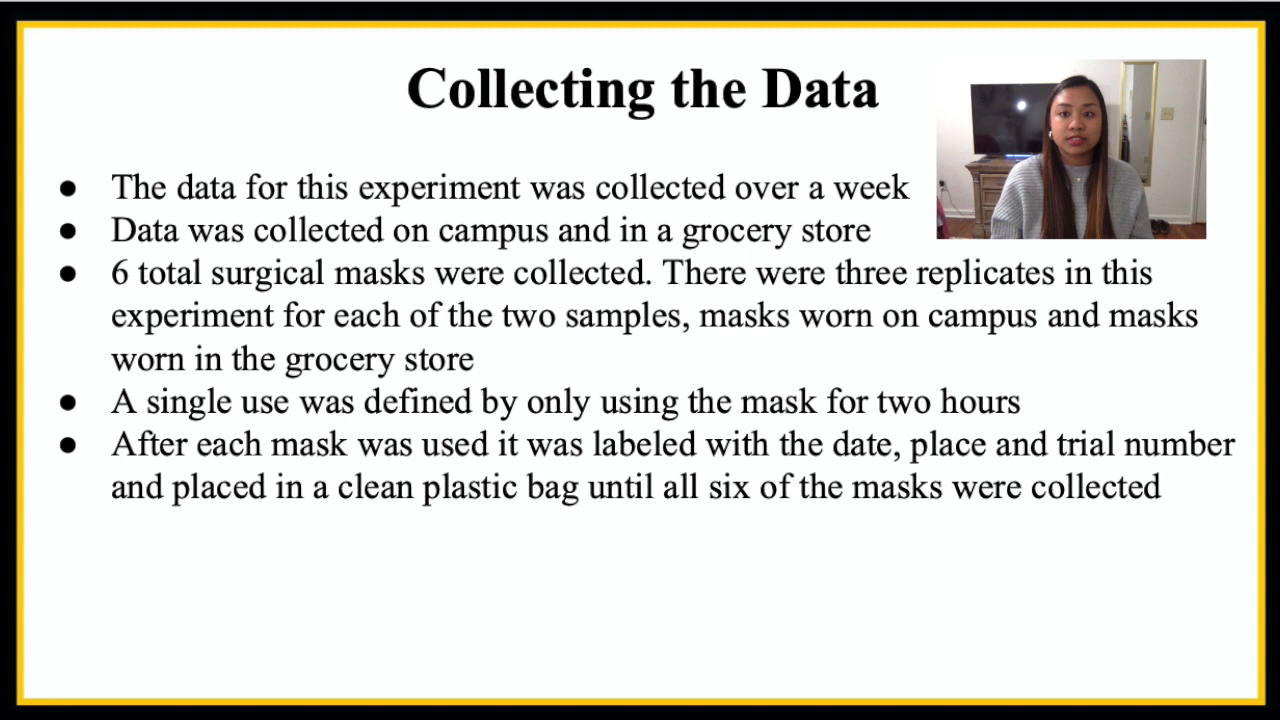 Collecting the Data
● The data for this experiment was collected over a week
● Data was collected on campus and in a grocery store
● 6 total surgical masks were collected. There were three replicates in this
experiment for each of the two samples, masks worn on campus and masks
worn in the grocery store
● A single use was defined by only using the mask for two hours
● After each mask was used it was labeled with the date, place and trial number
and placed in a clean plastic bag until all six of the masks were collected